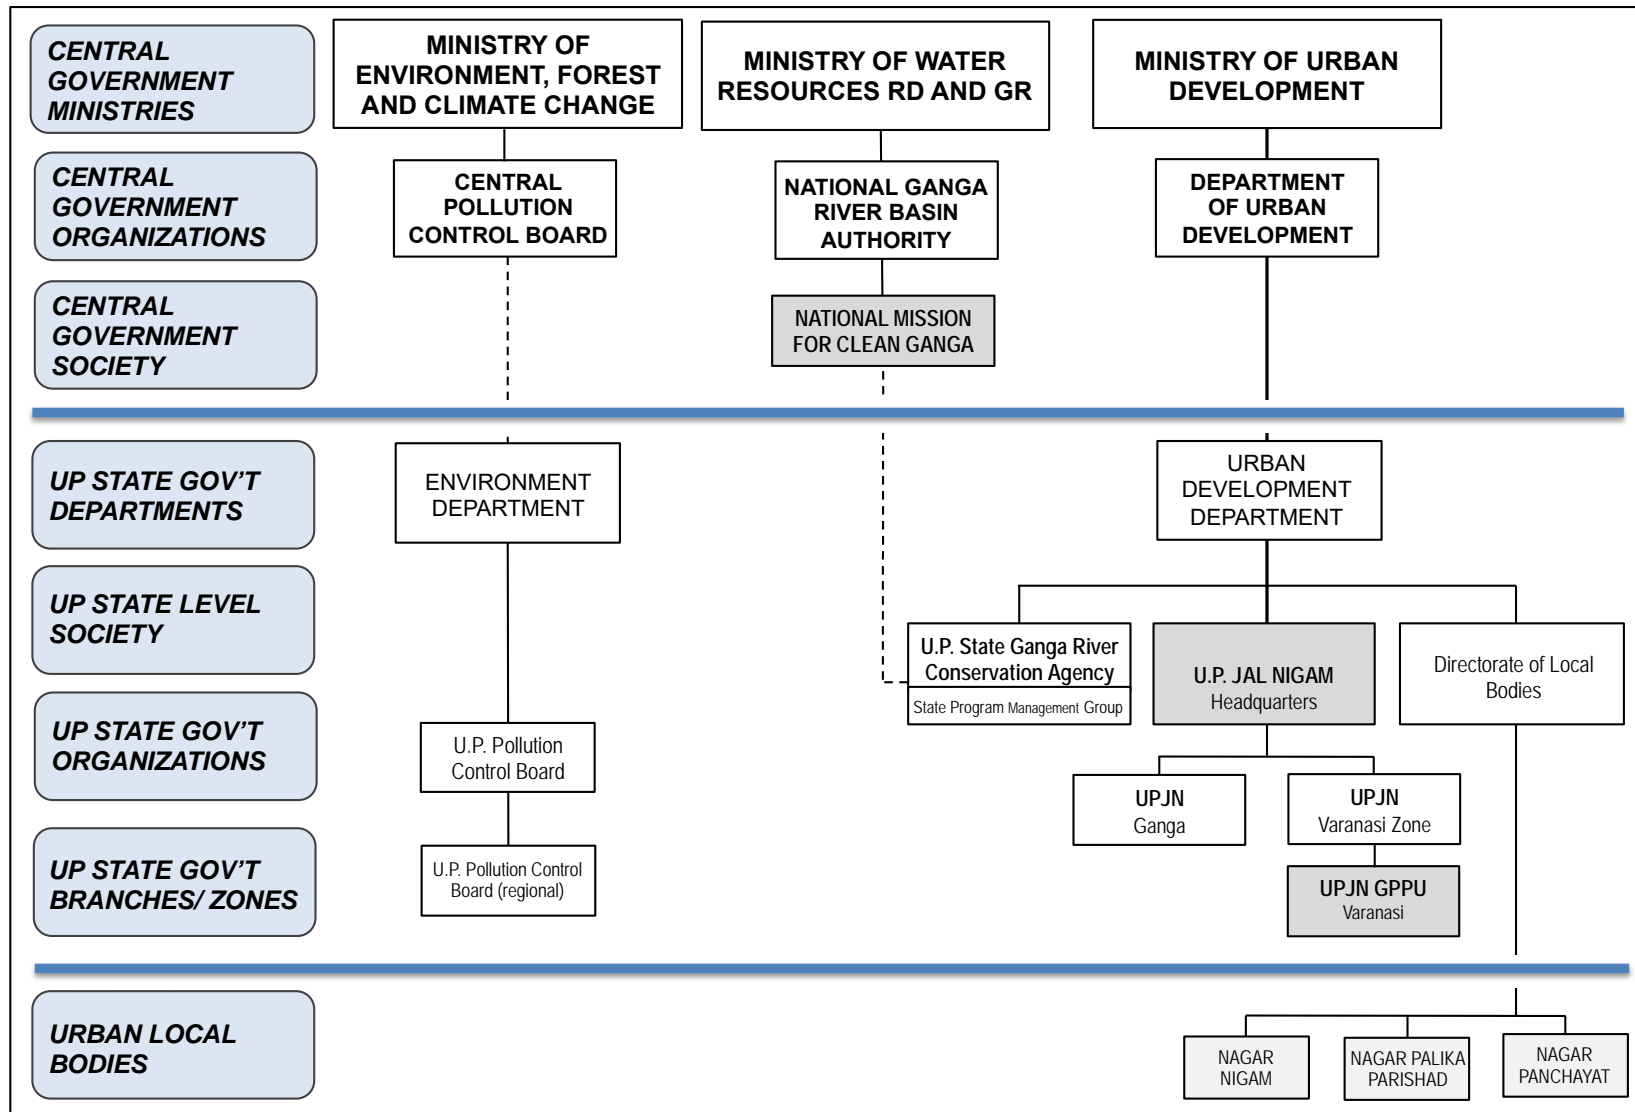 CENTRAL
GOVERNMENT
MINISTRIES
MINISTRY OF
ENVIRONMENT, FOREST
AND CLIMATE CHANGE
MINISTRY OF WATER
RESOURCES RD AND GR
MINISTRY OF URBAN
DEVELOPMENT
CENTRAL
GOVERNMENT
ORGANIZATIONS
CENTRAL
POLLUTION
CONTROL BOARD
NATIONAL GANGA
RIVER BASIN
AUTHORITY
DEPARTMENT
OF URBAN
DEVELOPMENT
CENTRAL
GOVERNMENT
SOCIETY
NATIONAL MISSION
FOR CLEAN GANGA
UP STATE GOV'T
DEPARTMENTS
ENVIRONMENT
DEPARTMENT
URBAN
DEVELOPMENT
DEPARTMENT
UP STATE LEVEL
SOCIETY
U.P. State Ganga River
Conservation Agency
State Program Management Group
U.P. JAL NIGAM
Headquarters
Directorate of Local
Bodies
UP STATE GOV'T
ORGANIZATIONS
U.P. Pollution
Control Board
UPJN
Ganga
UPJN
Varanasi Zone
UP STATE GOV'T
BRANCHES/ ZONES
U.P. Pollution Control
Board (regional)
UPJN GPPU
Varanasi
URBAN LOCAL
BODIES
NAGAR
NIGAM
NAGAR PALIKA
PARISHAD
NAGAR
PANCHAYAT